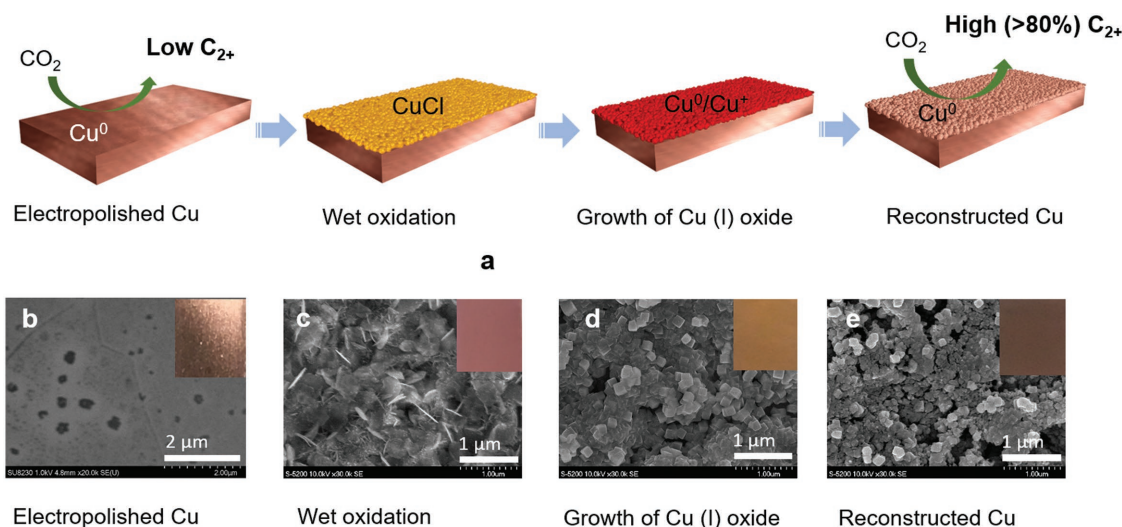 CO₂
Low C₂₊
Cu⁰
CuCl
Cu⁰/Cu⁺
CO₂
High (>80%) C₂₊
Cu⁰
Electropolished Cu
Wet oxidation
Growth of Cu (I) oxide
Reconstructed Cu
a
b
2 µm
SU8230 1.0kV 4.8mm x20.0k SE(U)
2.00µm
c
1 µm
S-5200 10.0kV x30.0k SE
1.00µm
d
1 µm
S-5200 10.0kV x30.0k SE
1.00µm
e
1 µm
S-5200 10.0kV x30.0k SE
1.00µm
Electropolished Cu
Wet oxidation
Growth of Cu (I) oxide
Reconstructed Cu